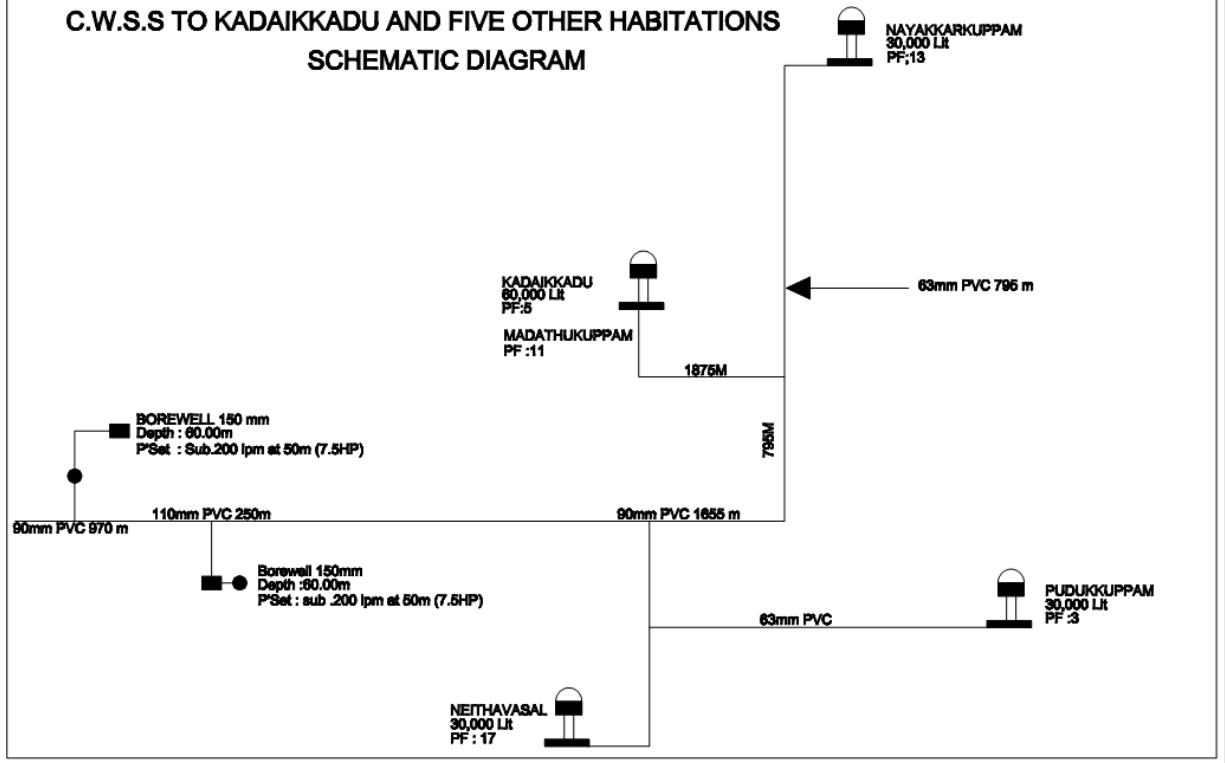 C.W.S.S TO KADAIKKADU AND FIVE OTHER HABITATIONS
SCHEMATIC DIAGRAM
NAYAKKARKUPPAM
30,000 Lit
PF;13
KADAIKKADU
60,000 Lit
PF:5
MADATHUKUPPAM
PF :11
63mm PVC 795 m
1875M
795M
BOREWELL 150 mm
Depth : 60.00m
P'Set : Sub.200 lpm at 50m (7.5HP)
90mm PVC 970 m
110mm PVC 250m
90mm PVC 1655 m
Borewell 150mm
Depth :60.00m
P'Set : sub .200 lpm at 50m (7.5HP)
63mm PVC
PUDUKKUPPAM
30,000 Lit
PF :3
NEITHAVASAL
30,000 Lit
PF : 17